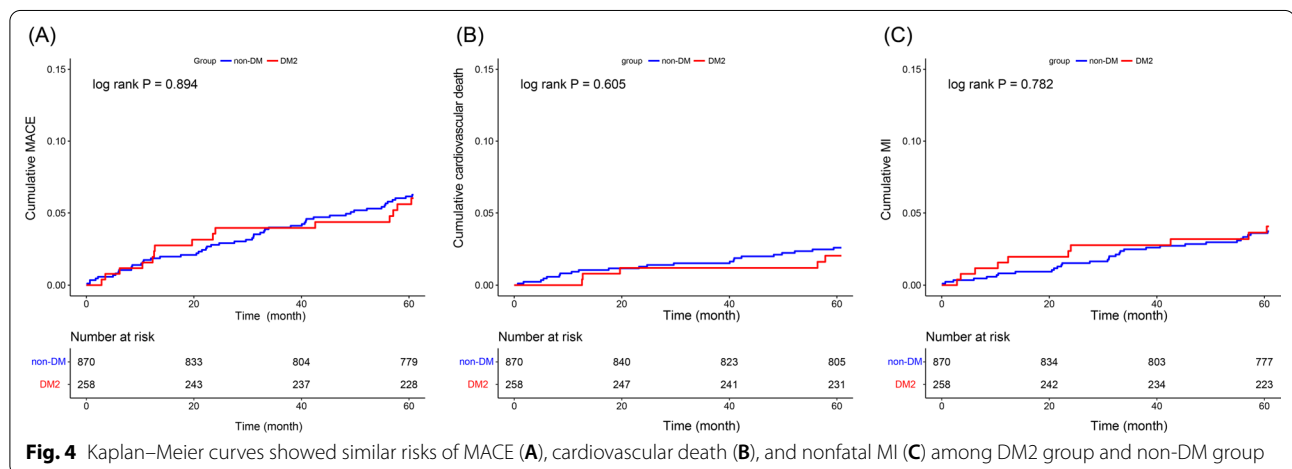 (A)
Group non-DM DM2
log rank P = 0.894
Cumulative MACE
0.15
0.10
0.05
0.00
0 20 40 60
Time (month)
Number at risk
non-DM 870 833 804 779
DM2 258 243 237 228
0 20 40 60
Time (month)
(B)
group non-DM DM2
log rank P = 0.605
Cumulative cardiovascular death
0.15
0.10
0.05
0.00
0 20 40 60
Time (month)
Number at risk
non-DM 870 840 823 805
DM2 258 247 241 231
0 20 40 60
Time (month)
(C)
group non-DM DM2
log rank P = 0.782
Cumulative MI
0.15
0.10
0.05
0.00
0 20 40 60
Time (month)
Number at risk
non-DM 870 834 803 777
DM2 258 242 234 223
0 20 40 60
Time (month)
Fig. 4 Kaplan–Meier curves showed similar risks of MACE (A), cardiovascular death (B), and nonfatal MI (C) among DM2 group and non-DM group